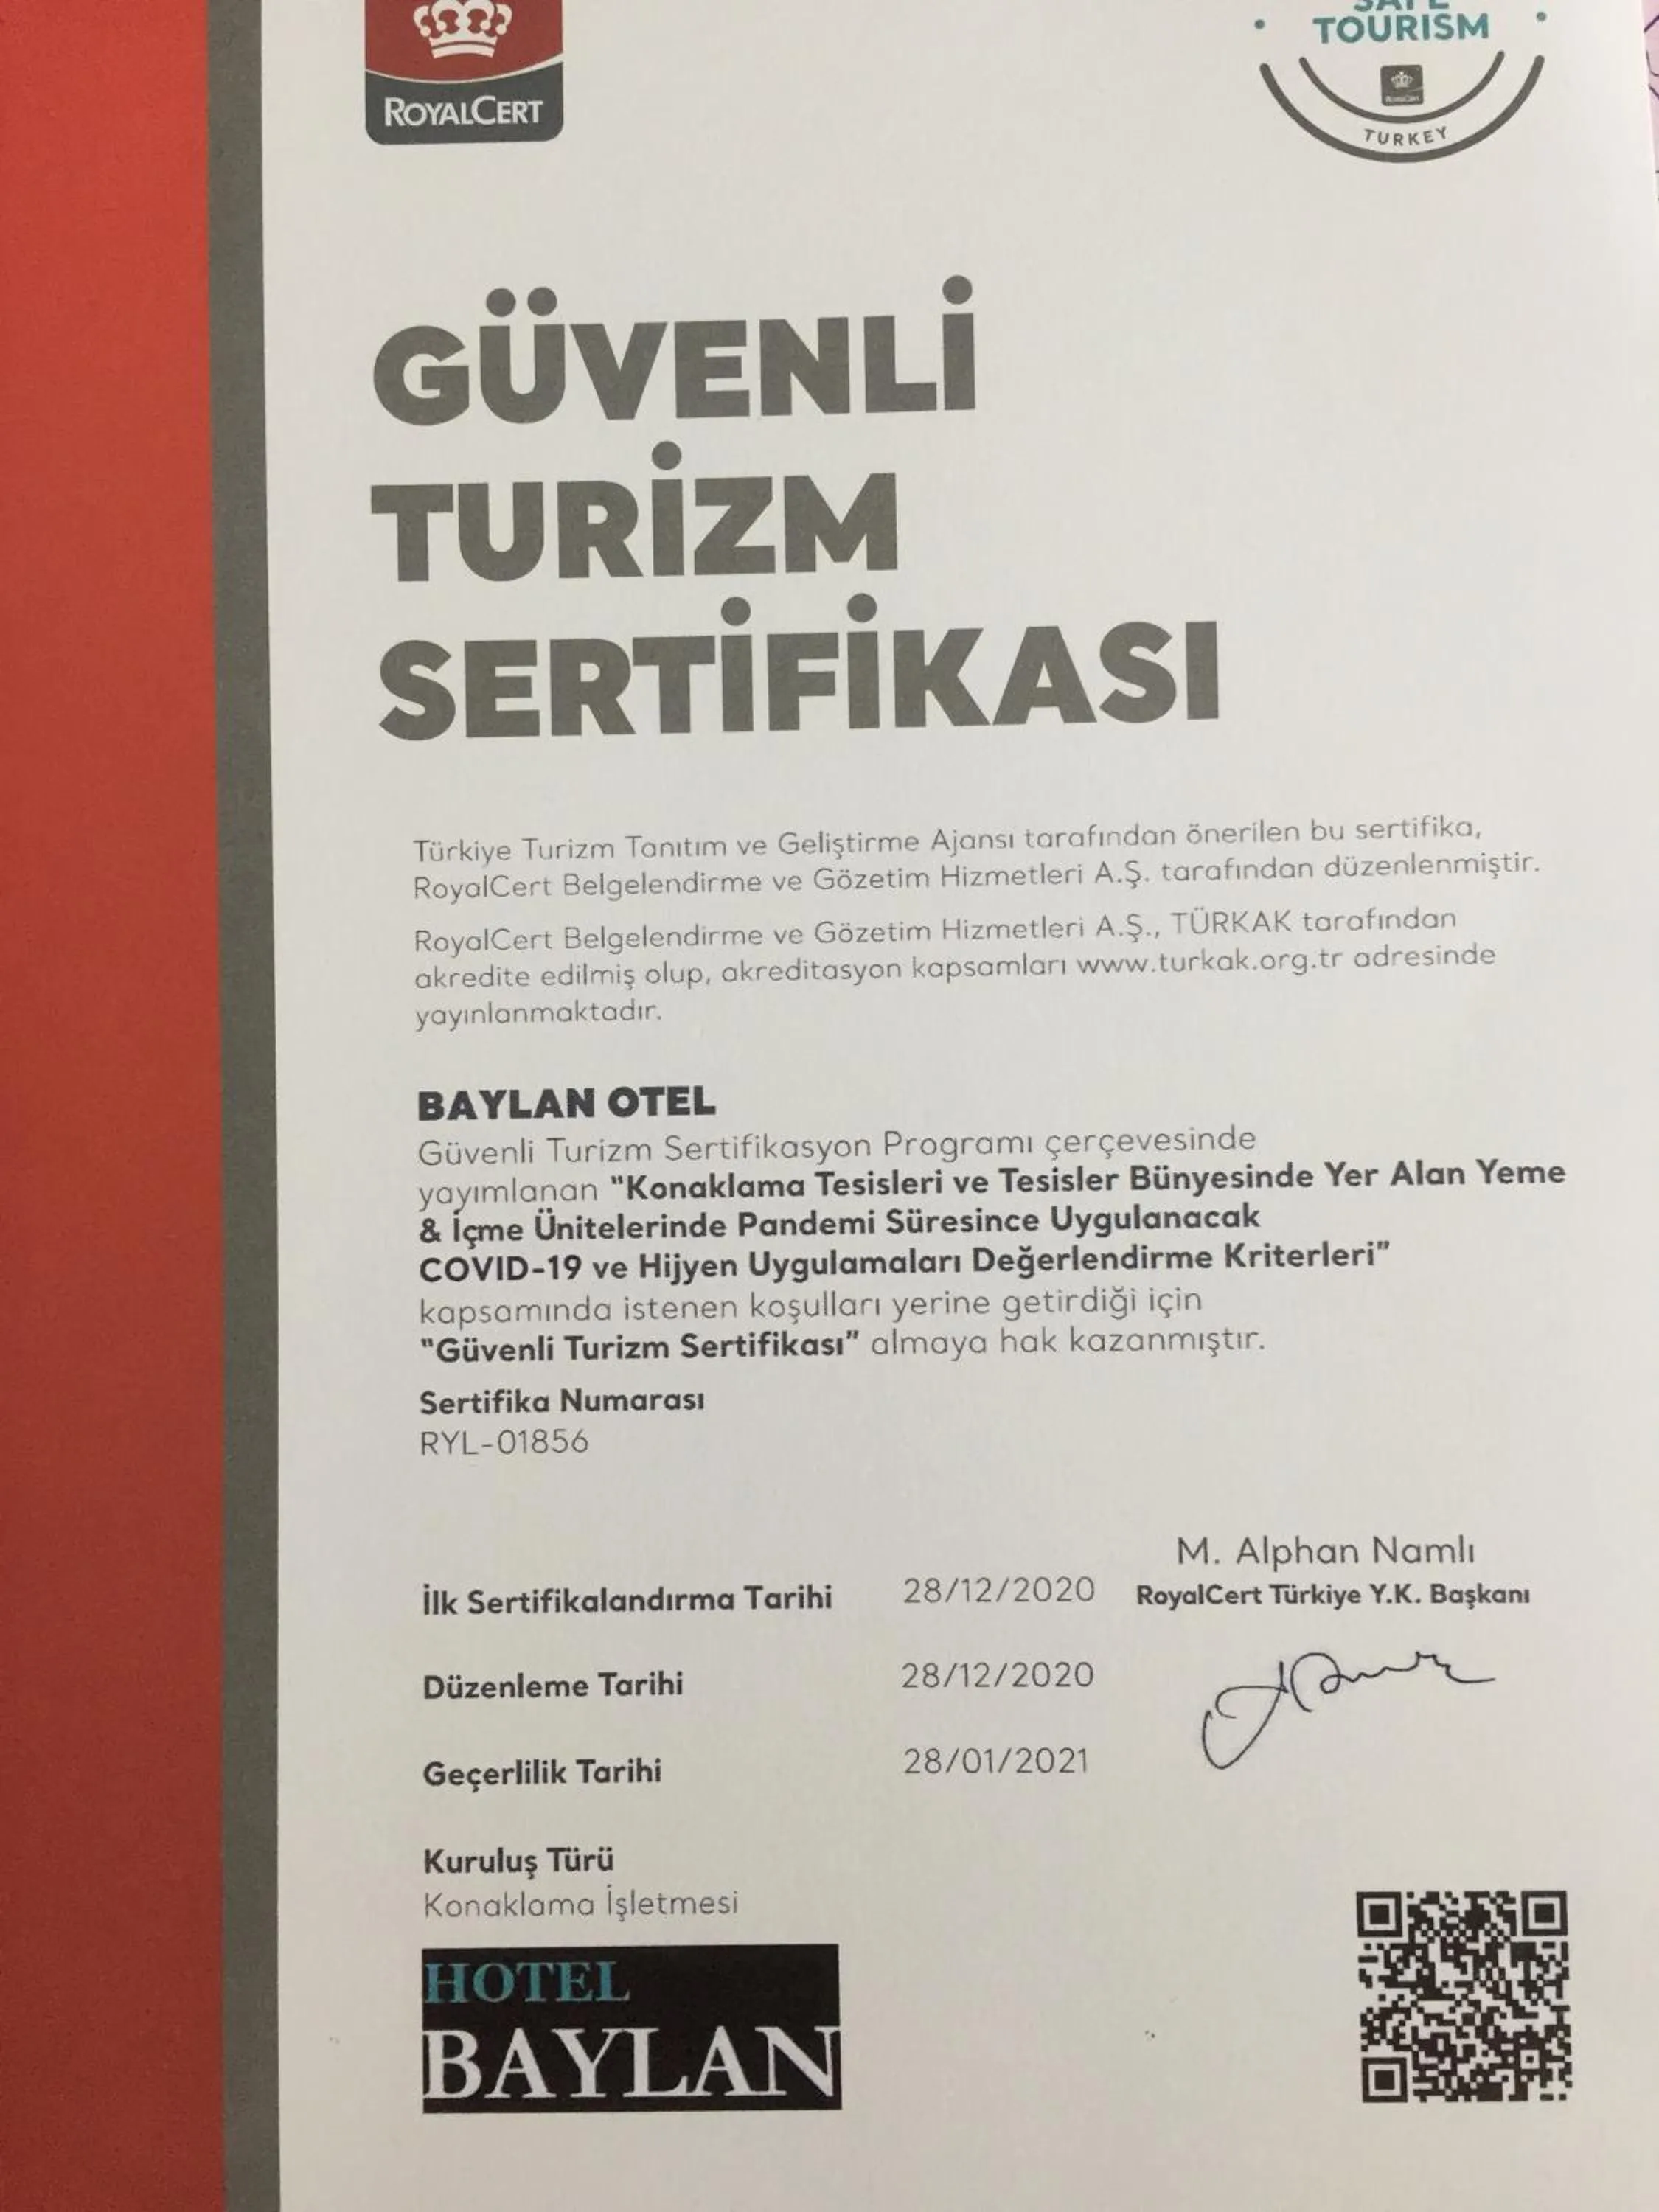 ROYALCERT
SAFE
TOURISM
TURKEY
GÜVENLİ
TURİZM
SERTİFİKASI
Türkiye Turizm Tanıtım ve Geliştirme Ajansı tarafından önerilen bu sertifika,
RoyalCert Belgelendirme ve Gözetim Hizmetleri A.Ş. tarafından düzenlenmiştir.
RoyalCert Belgelendirme ve Gözetim Hizmetleri A.Ş., TÜRKAK tarafından
akredite edilmiş olup, akreditasyon kapsamları www.turkak.org.tr adresinde
yayınlanmaktadır.
BAYLAN OTEL
Güvenli Turizm Sertifikasyon Programı çerçevesinde
yayımlanan "Konaklama Tesisleri ve Tesisler Bünyesinde Yer Alan Yeme
& İçme Ünitelerinde Pandemi Süresince Uygulanacak
COVID-19 ve Hijyen Uygulamaları Değerlendirme Kriterleri"
kapsamında istenen koşulları yerine getirdiği için
"Güvenli Turizm Sertifikası" almaya hak kazanmıştır.
Sertifika Numarası
RYL-01856
M. Alphan Namlı
RoyalCert Türkiye Y.K. Başkanı
İlk Sertifikalandırma Tarihi 28/12/2020
Düzenleme Tarihi 28/12/2020
Geçerlilik Tarihi 28/01/2021
Kuruluş Türü
Konaklama İşletmesi
HOTEL
BAYLAN